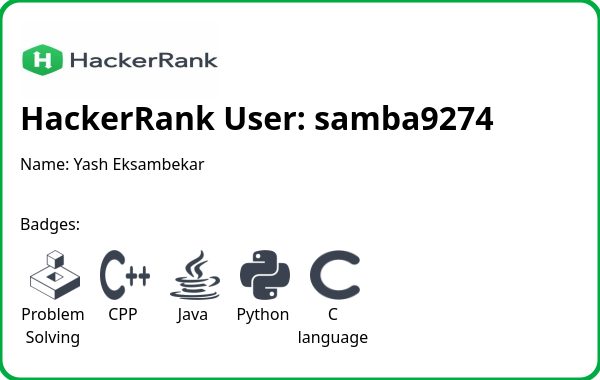 HackerRank
HackerRank User: samba9274
Name: Yash Eksambekar
Badges:
Problem Solving
CPP
Java
Python
C language